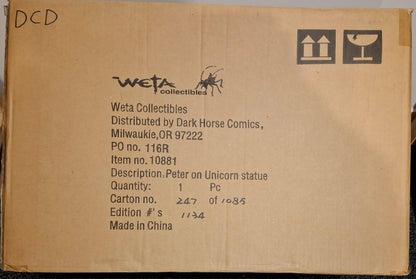 DCD
WETA
collectibles
Weta Collectibles
Distributed by Dark Horse Comics,
Milwaukie,OR 97222
PO no. 116R
Item no.10881
Description.Peter on Unicorn statue
Quantity: 1 Pc
Carton no. 247 of 1085
Edition #'s 1134
Made in China